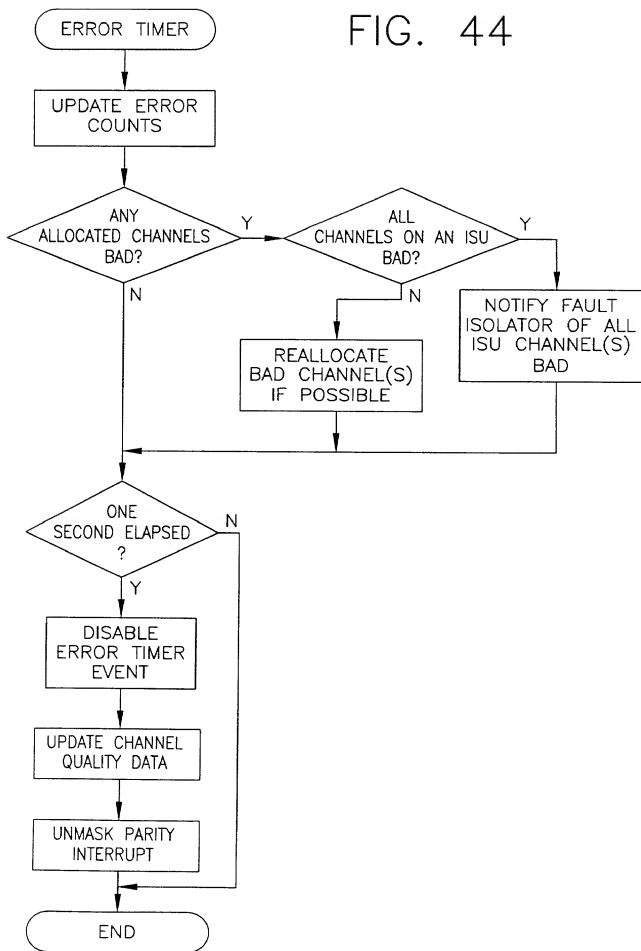 FIG. 44
ERROR TIMER
UPDATE ERROR
COUNTS
ANY
ALLOCATED CHANNELS
BAD?
Y
N
ALL
CHANNELS ON AN ISU
BAD?
Y
N
REALLOCATE
BAD CHANNEL(S)
IF POSSIBLE
NOTIFY FAULT
ISOLATOR OF ALL
ISU CHANNEL(S)
BAD
ONE
SECOND ELAPSED
?
N
Y
DISABLE
ERROR TIMER
EVENT
UPDATE CHANNEL
QUALITY DATA
UNMASK PARITY
INTERRUPT
END